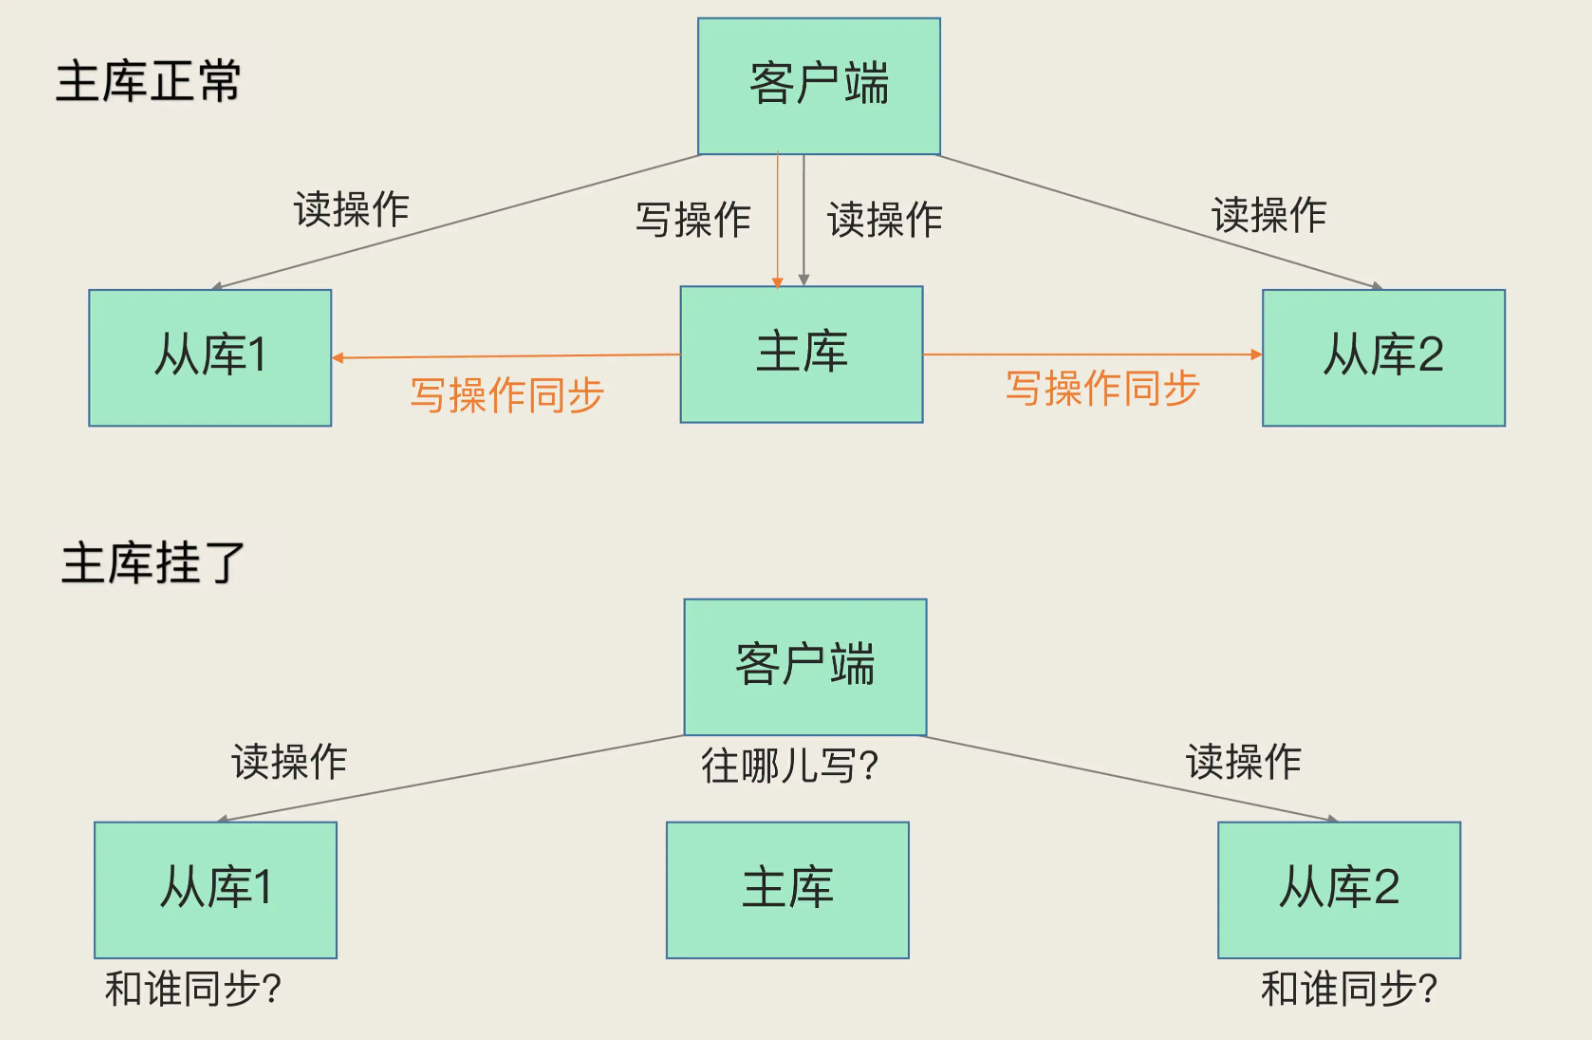 主库正常
客户端
读操作
写操作
读操作
读操作
从库1
主库
从库2
写操作同步
写操作同步
主库挂了
客户端
读操作
往哪儿写?
读操作
从库1
主库
从库2
和谁同步?
和谁同步?